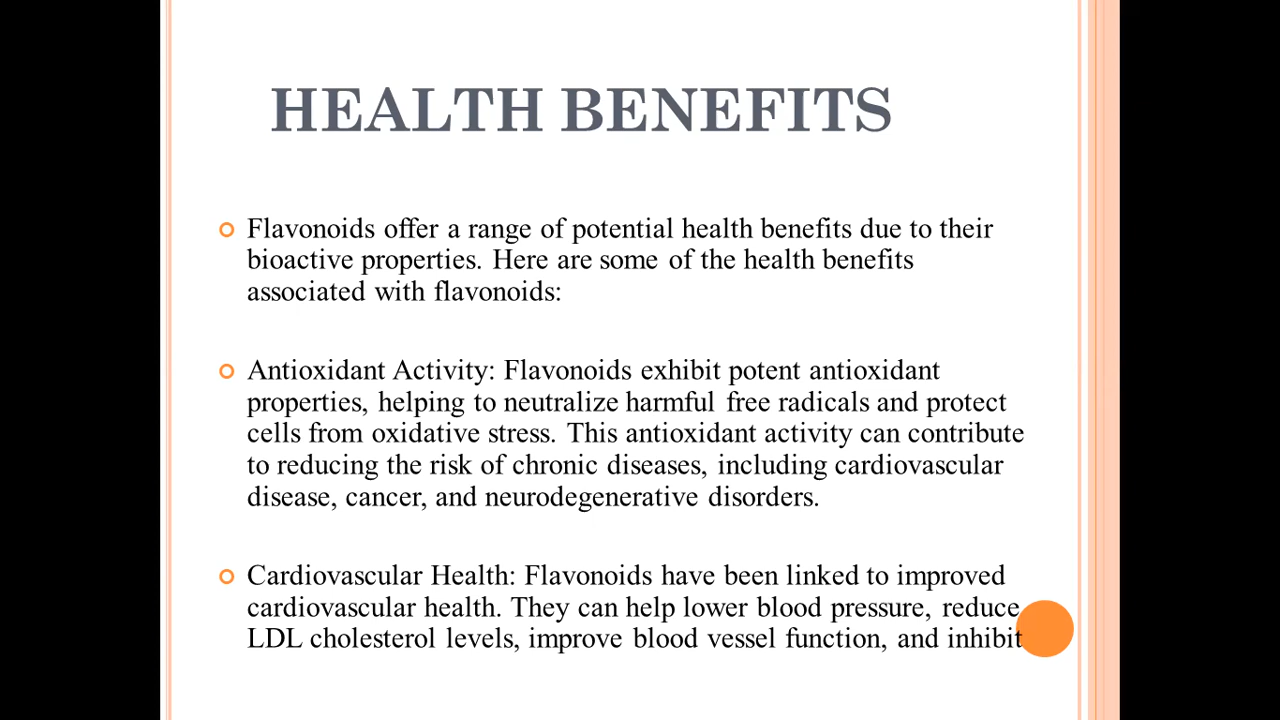 HEALTH BENEFITS
Flavonoids offer a range of potential health benefits due to their
bioactive properties. Here are some of the health benefits
associated with flavonoids:
Antioxidant Activity: Flavonoids exhibit potent antioxidant
properties, helping to neutralize harmful free radicals and protect
cells from oxidative stress. This antioxidant activity can contribute
to reducing the risk of chronic diseases, including cardiovascular
disease, cancer, and neurodegenerative disorders.
Cardiovascular Health: Flavonoids have been linked to improved
cardiovascular health. They can help lower blood pressure, reduce
LDL cholesterol levels, improve blood vessel function, and inhibit